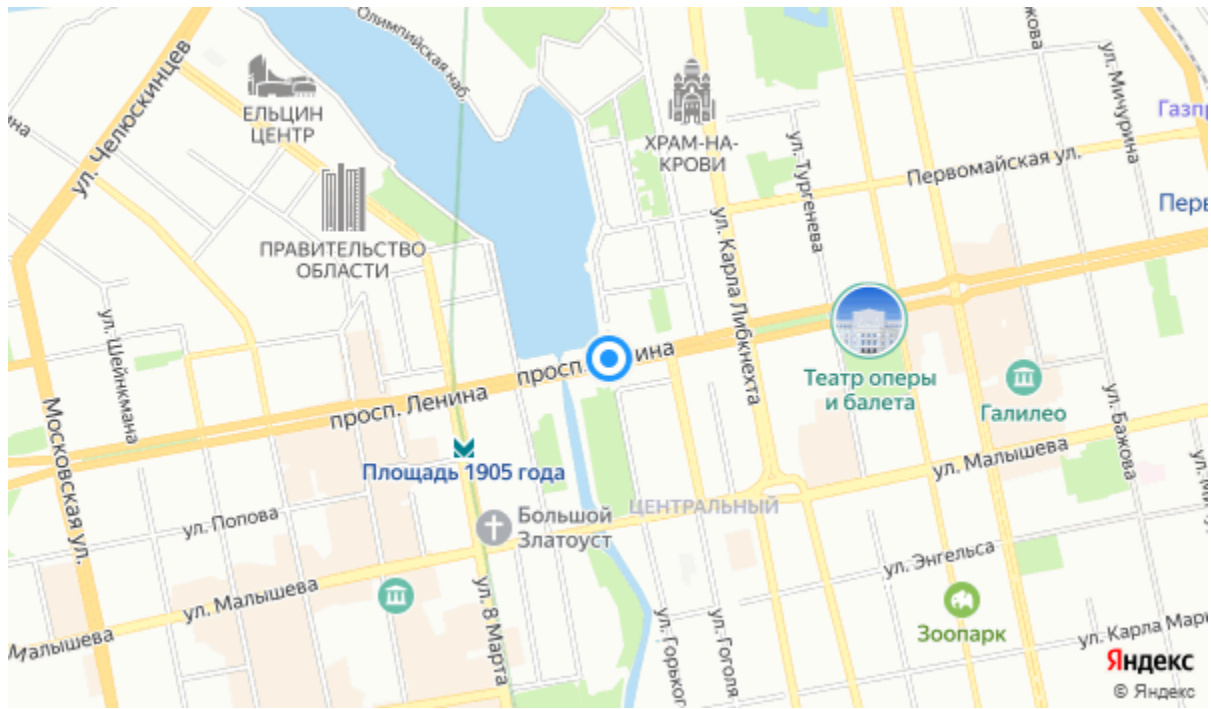 Олимпийская наб.
ул. Челюскинцев
ЕЛЬЦИН
ЦЕНТР
ХРАМ-НА-
КРОВИ
ул. Мичурина
Первомайская ул.
ул. Тургенева
ПРАВИТЕЛЬСТВО
ОБЛАСТИ
ул. Карла Либкнехта
ул. Шейнкмана
просп.
просп. Ленина
Театр оперы
и балета
Галилео
Московская ул.
ул. Бажова
ул. Малышева
Площадь 1905 года
ЦЕНТРАЛЬНЫЙ
Большой
Златоуст
ул. Попова
ул. Энгельса
ул. Малышева
ул. 8 Марта
Зоопарк
ул. Гоголя
Малышева
Яндекс
© Яндекс